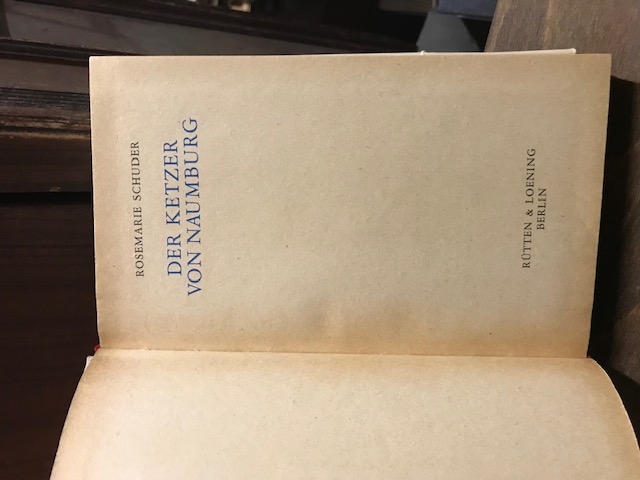 ROSEMARIE SCHUDER
DER KETZER
VON NAUMBURG
RÜTTEN & LOENING
BERLIN